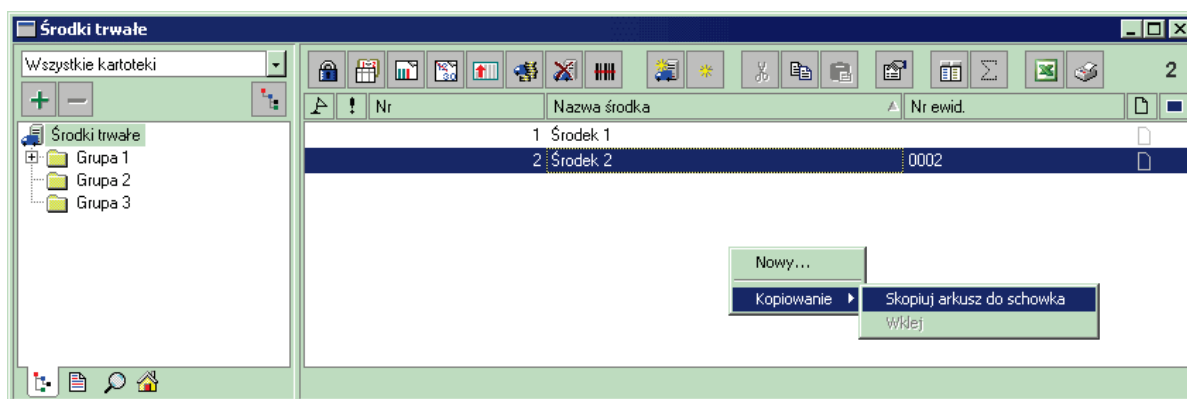 Środki trwałe
Wszystkie kartoteki
2
! Nr Nazwa środka Nr ewid.
Środki trwałe
1 Środek 1
Grupa 1
2 Środek 2 0002
Grupa 2
Grupa 3
Nowy...
Kopiowanie
Skopiuj arkusz do schowka
Wklej